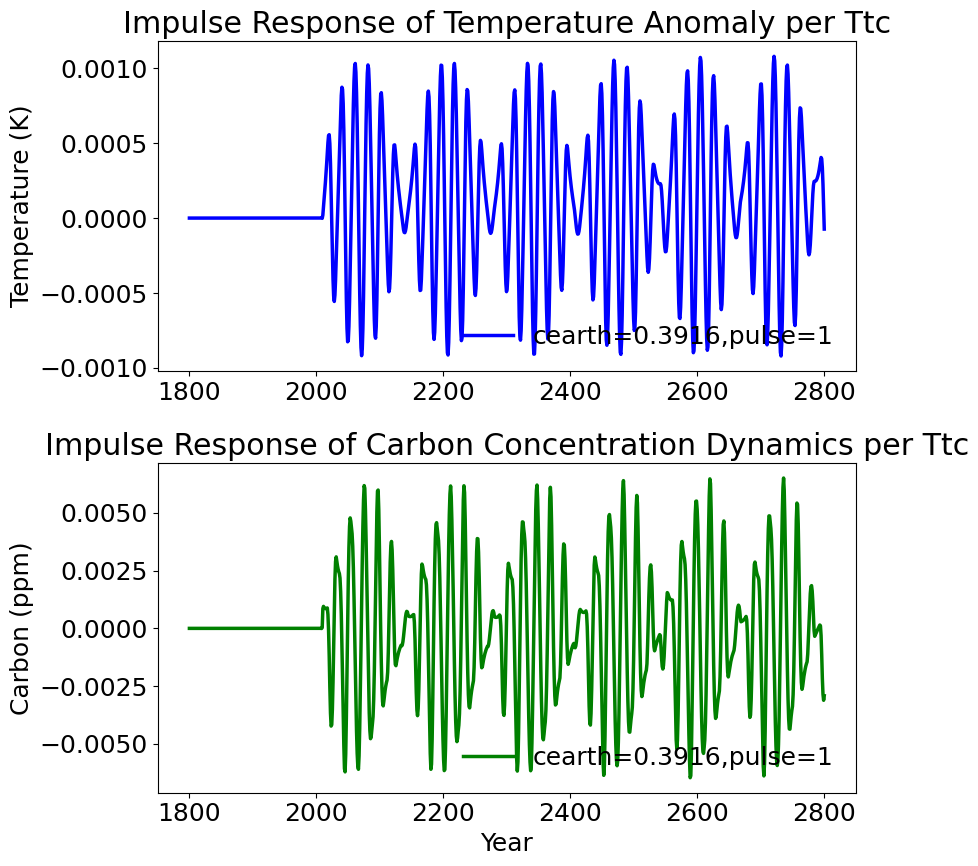 Impulse Response of Temperature Anomaly per Ttc
Temperature (K)
0.0010
0.0005
0.0000
−0.0005
−0.0010
cearth=0.3916,pulse=1
1800 2000 2200 2400 2600 2800
Impulse Response of Carbon Concentration Dynamics per Ttc
Carbon (ppm)
0.0050
0.0025
0.0000
−0.0025
−0.0050
cearth=0.3916,pulse=1
1800 2000 2200 2400 2600 2800
Year